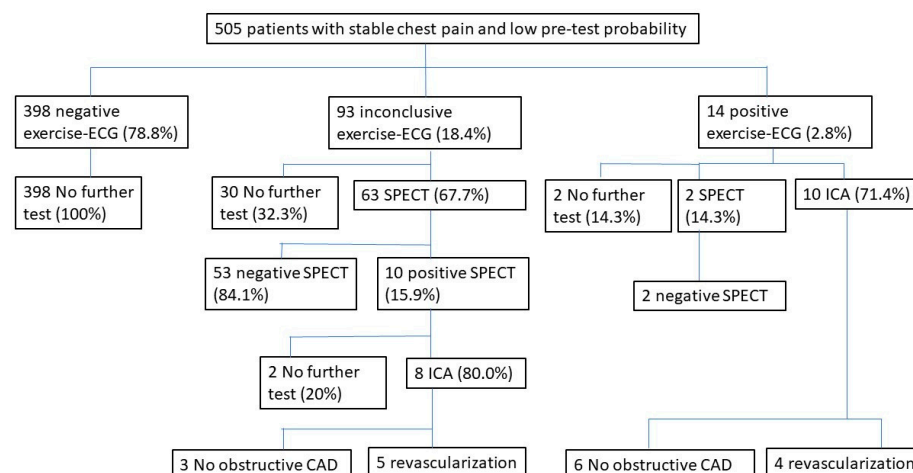 505 patients with stable chest pain and low pre-test probability
398 negative
exercise-ECG (78.8%)
93 inconclusive
exercise-ECG (18.4%)
14 positive
exercise-ECG (2.8%)
398 No further
test (100%)
30 No further
test (32.3%)
63 SPECT (67.7%)
2 No further
test (14.3%)
2 SPECT
(14.3%)
10 ICA (71.4%)
53 negative SPECT
(84.1%)
10 positive SPECT
(15.9%)
2 negative SPECT
2 No further
test (20%)
8 ICA (80.0%)
3 No obstructive CAD
5 revascularization
6 No obstructive CAD
4 revascularization